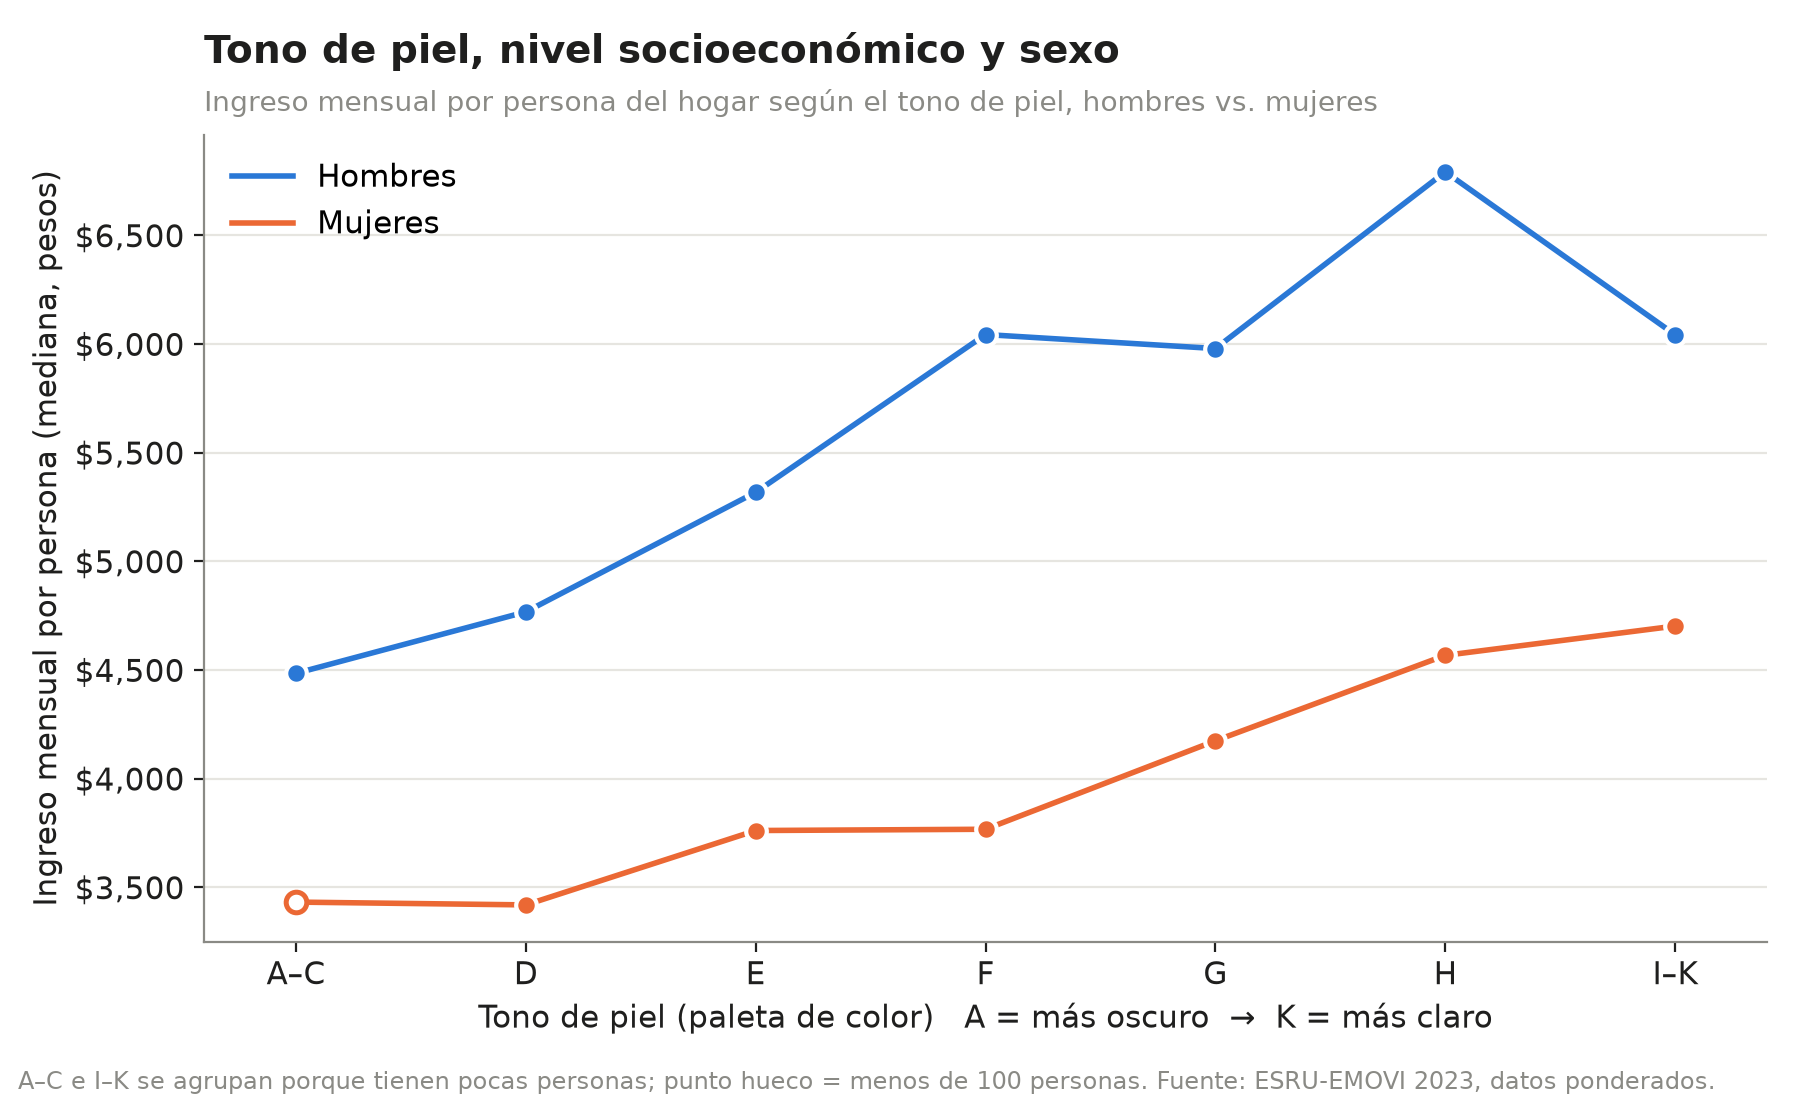 Tono de piel, nivel socioeconómico y sexo
Ingreso mensual por persona del hogar según el tono de piel, hombres vs. mujeres
Hombres
Mujeres
Ingreso mensual por persona (mediana, pesos)
$6,500
$6,000
$5,500
$5,000
$4,500
$4,000
$3,500
A–C D E F G H I–K
Tono de piel (paleta de color) A = más oscuro → K = más claro
A–C e I–K se agrupan porque tienen pocas personas; punto hueco = menos de 100 personas. Fuente: ESRU-EMOVI 2023, datos ponderados.